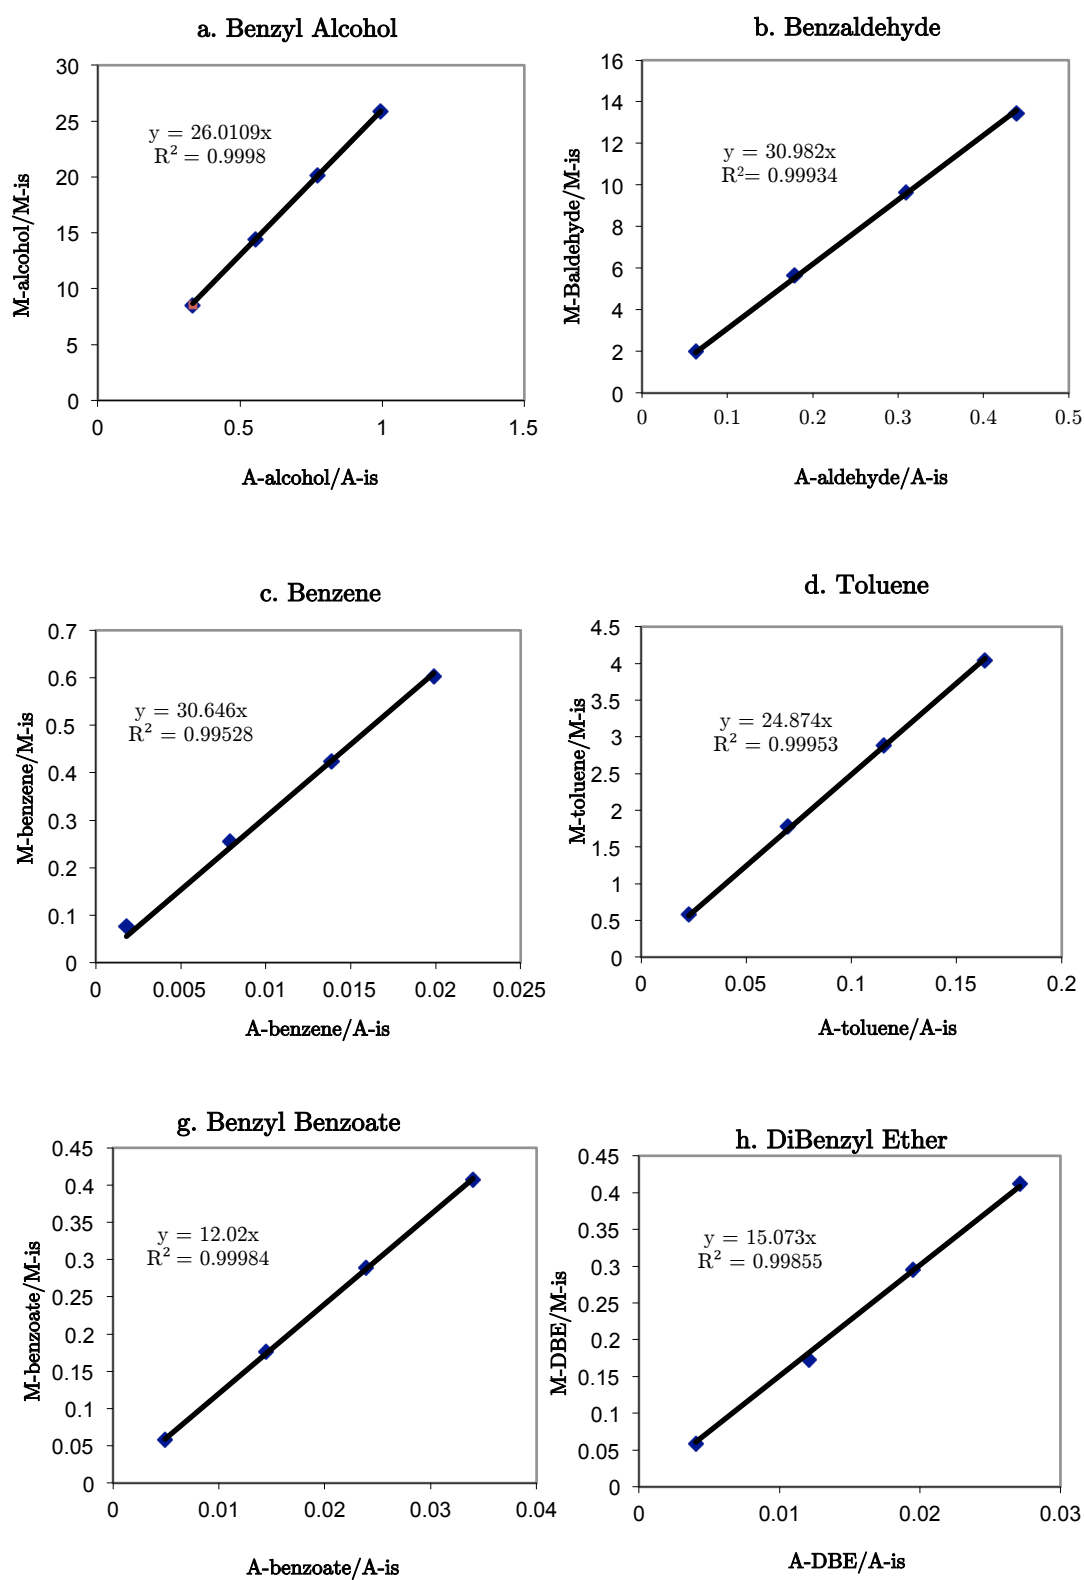 a. Benzyl Alcohol
30
25
20
15
10
5
0
y = 26.0109x
R² = 0.9998
M-alcohol/M-is
0 0.5 1 1.5
A-alcohol/A-is
b. Benzaldehyde
16
14
12
10
8
6
4
2
0
y = 30.982x
R²= 0.99934
M-Baldehyde/M-is
0 0.1 0.2 0.3 0.4 0.5
A-aldehyde/A-is
c. Benzene
0.7
0.6
0.5
0.4
0.3
0.2
0.1
0
y = 30.646x
R² = 0.99528
M-benzene/M-is
0 0.005 0.01 0.015 0.02 0.025
A-benzene/A-is
d. Toluene
4.5
4
3.5
3
2.5
2
1.5
1
0.5
0
y = 24.874x
R² = 0.99953
M-toluene/M-is
0 0.05 0.1 0.15 0.2
A-toluene/A-is
g. Benzyl Benzoate
0.45
0.4
0.35
0.3
0.25
0.2
0.15
0.1
0.05
0
y = 12.02x
R² = 0.99984
M-benzoate/M-is
0 0.01 0.02 0.03 0.04
A-benzoate/A-is
h. DiBenzyl Ether
0.45
0.4
0.35
0.3
0.25
0.2
0.15
0.1
0.05
0
y = 15.073x
R² = 0.99855
M-DBE/M-is
0 0.01 0.02 0.03
A-DBE/A-is